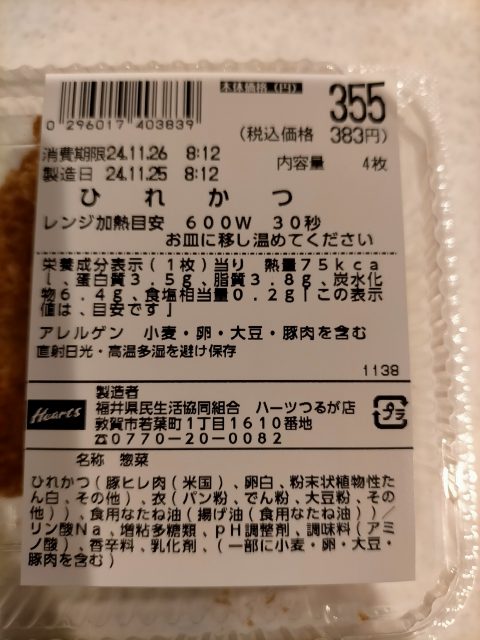 本体価格(円)
355
0 296017 403839
(税込価格 383円)
消費期限24.11.26 8:12
内容量 4枚
製造日 24.11.25 8:12
ひれかつ
レンジ加熱目安 600W 30秒
お皿に移し温めてください
栄養成分表示(1枚)当り 熱量75kca
l、蛋白質3.5g、脂質3.8g、炭水化
物6.4g、食塩相当量0.2g「この表示
値は、目安です」
アレルゲン 小麦・卵・大豆・豚肉を含む
直射日光・高温多湿を避け保存
1138
Hearts
製造者
福井県民生活協同組合 ハーツつるが店
敦賀市若葉町1丁目1610番地
☎0770-20-0082
プラ
名称 惣菜
ひれかつ(豚ヒレ肉(米国)、卵白、粉末状植物性た
ん白、その他)、衣(パン粉、でん粉、大豆粉、その
他))、食用なたね油(揚げ油(食用なたね油))/
リン酸Na、増粘多糖類、pH調整剤、調味料(アミ
ノ酸)、香辛料、乳化剤、(一部に小麦・卵・大豆・
豚肉を含む)